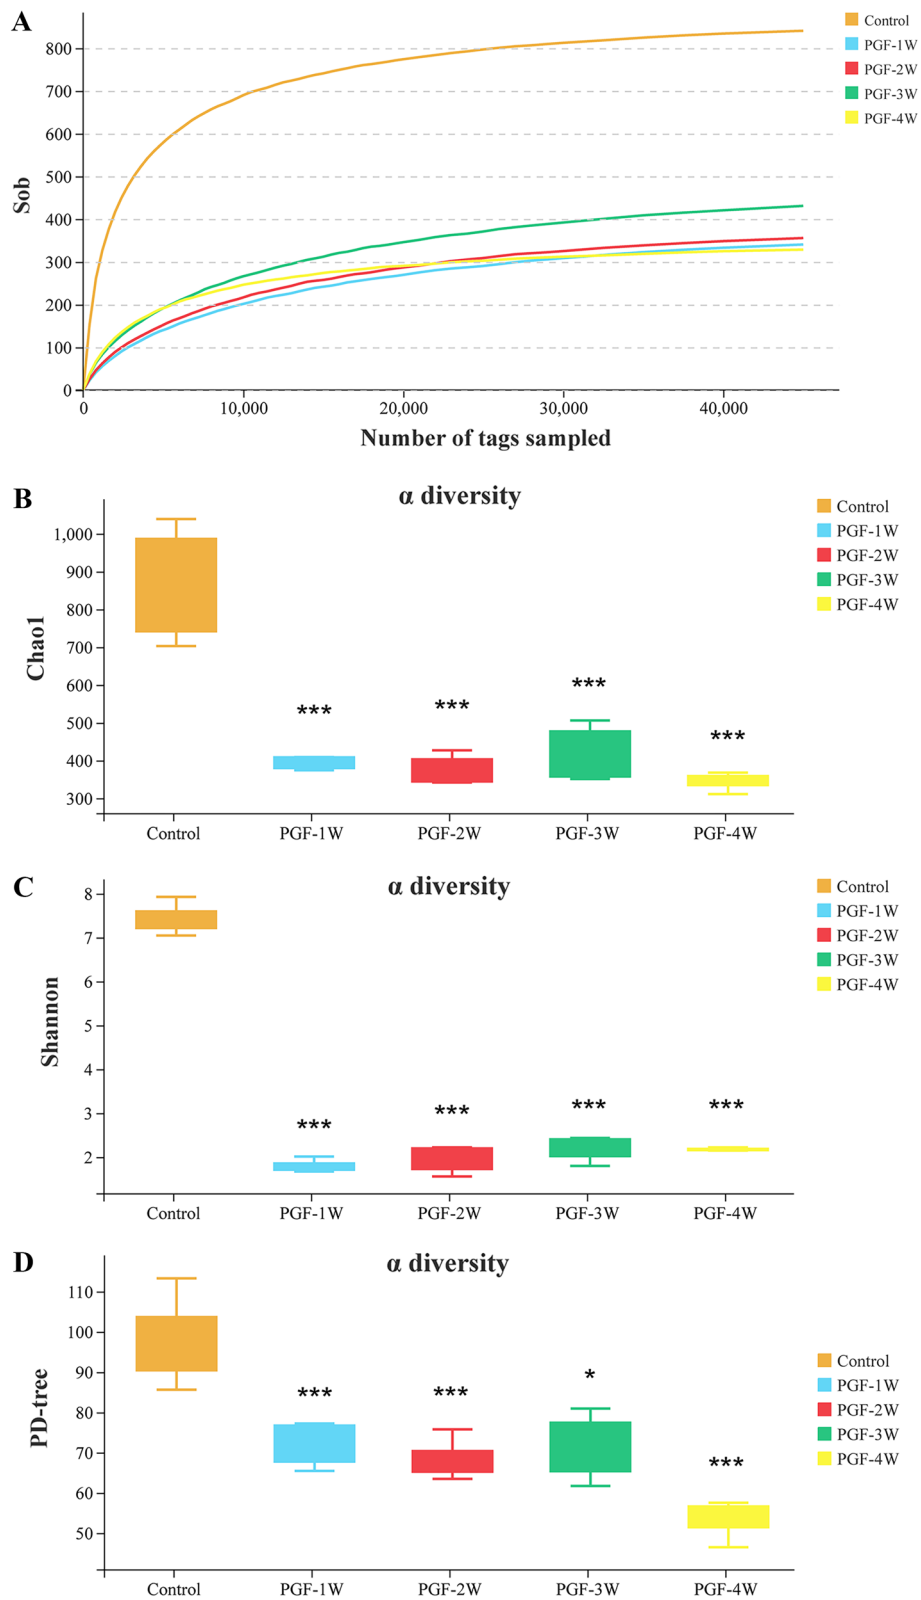 A
Control
PGF-1W
PGF-2W
PGF-3W
PGF-4W
800
700
600
500
400
300
200
100
0
Sob
0 10,000 20,000 30,000 40,000
Number of tags sampled
B
α diversity
Control
PGF-1W
PGF-2W
PGF-3W
PGF-4W
1,000
900
800
700
600
500
400
300
Chao1
*** *** *** ***
Control PGF-1W PGF-2W PGF-3W PGF-4W
C
α diversity
Control
PGF-1W
PGF-2W
PGF-3W
PGF-4W
8
7
6
5
4
3
2
Shannon
*** *** *** ***
Control PGF-1W PGF-2W PGF-3W PGF-4W
D
α diversity
110
100
90
80
70
60
50
PD-tree
*** *** * ***
Control
PGF-1W
PGF-2W
PGF-3W
PGF-4W
Control PGF-1W PGF-2W PGF-3W PGF-4W